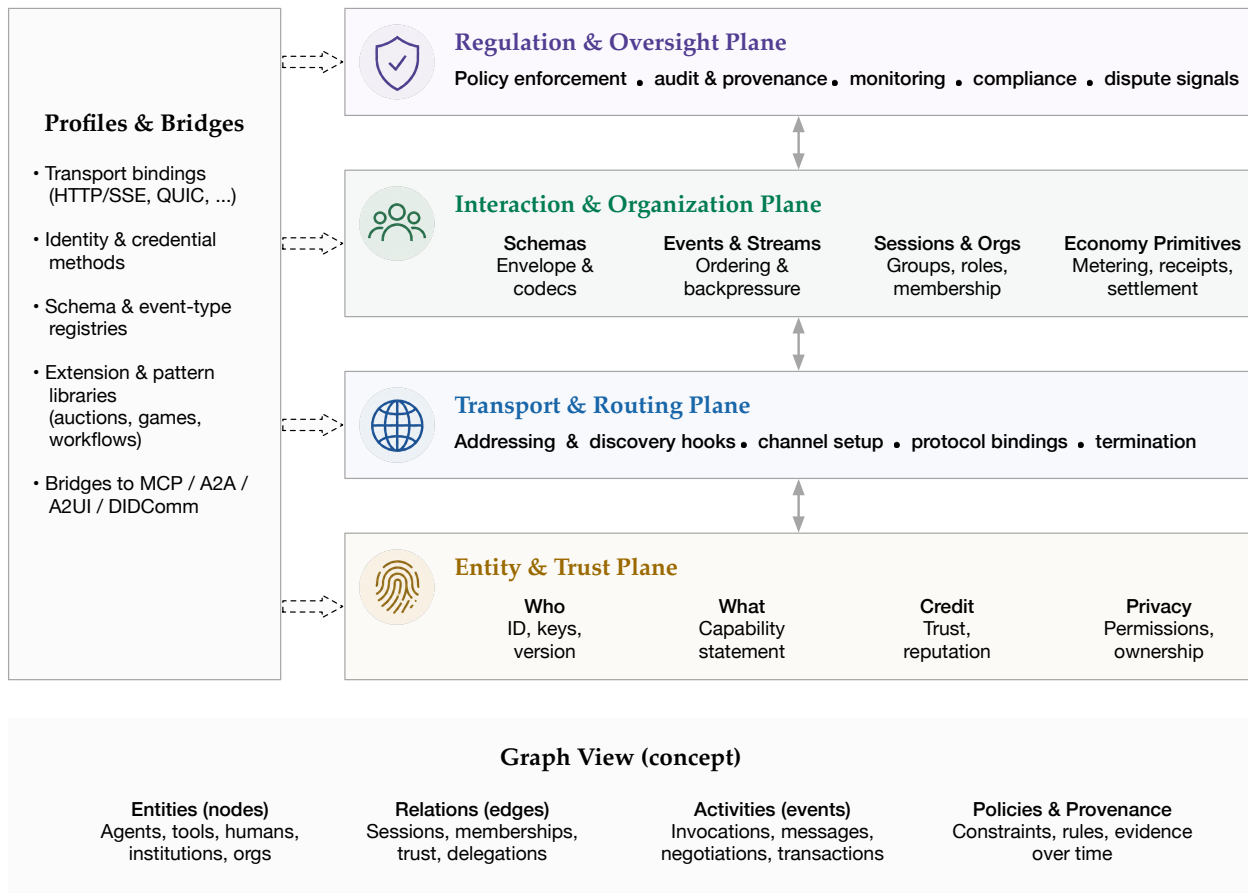 Profiles & Bridges
• Transport bindings
(HTTP/SSE, QUIC, ...)
• Identity & credential
methods
• Schema & event-type
registries
• Extension & pattern
libraries
(auctions, games,
workflows)
• Bridges to MCP / A2A /
A2UI / DIDComm
Regulation & Oversight Plane
Policy enforcement • audit & provenance • monitoring • compliance • dispute signals
Interaction & Organization Plane
Schemas
Envelope &
codecs
Events & Streams
Ordering &
backpressure
Sessions & Orgs
Groups, roles,
membership
Economy Primitives
Metering, receipts,
settlement
Transport & Routing Plane
Addressing & discovery hooks • channel setup • protocol bindings • termination
Entity & Trust Plane
Who
ID, keys,
version
What
Capability
statement
Credit
Trust,
reputation
Privacy
Permissions,
ownership
Graph View (concept)
Entities (nodes)
Agents, tools, humans,
institutions, orgs
Relations (edges)
Sessions, memberships,
trust, delegations
Activities (events)
Invocations, messages,
negotiations, transactions
Policies & Provenance
Constraints, rules, evidence
over time